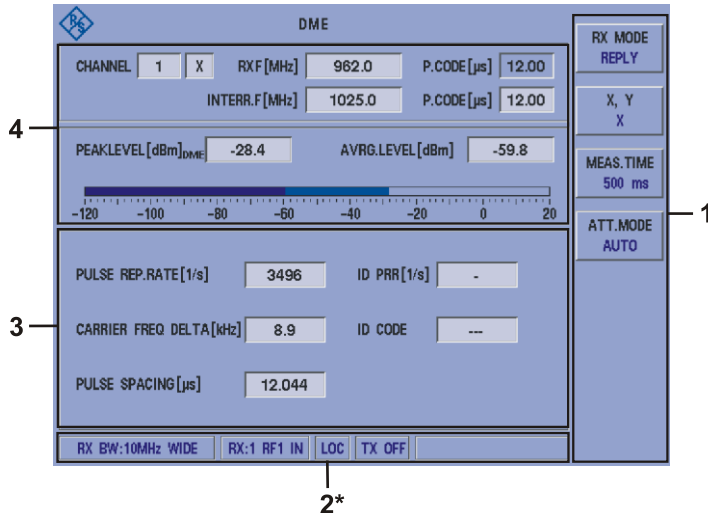 R&S
DME
CHANNEL 1 X RXF[MHz] 962.0 P.CODE[µs] 12.00
INTERR.F[MHz] 1025.0 P.CODE[µs] 12.00
PEAKLEVEL[dBm]DME -28.4 AVRG.LEVEL[dBm] -59.8
-120 -100 -80 -60 -40 -20 0 20
PULSE REP.RATE[1/s] 3496 ID PRR[1/s] -
CARRIER FREQ DELTA[kHz] 8.9 ID CODE ---
PULSE SPACING[µs] 12.044
RX BW:10MHz WIDE RX:1 RF1 IN LOC TX OFF
RX MODE
REPLY
X, Y
X
MEAS.TIME
500 ms
ATT.MODE
AUTO
4
3
1
2*